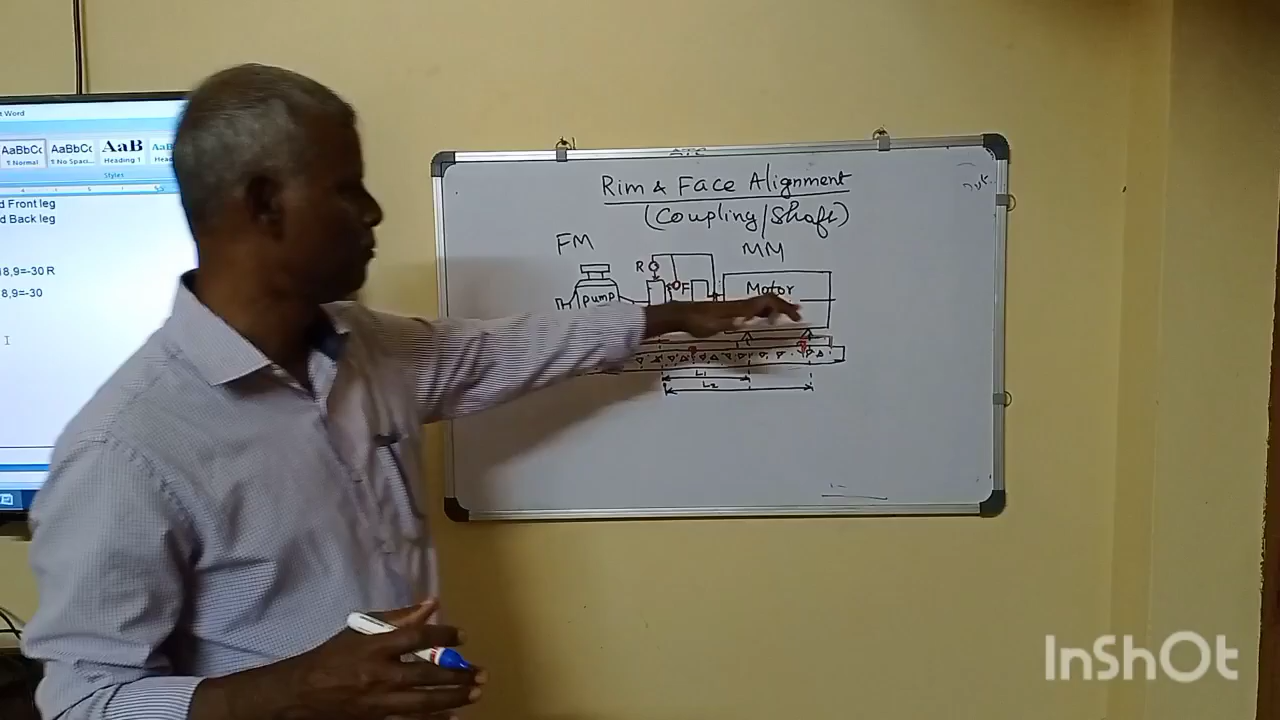 t Word
AaBbCc AaBbCc AaB
¶ Normal ¶ No Spaci... Heading 1
Styles
d Front leg
d Back leg
8,9=-30 R
8,9=-30
Rim & Face Alignment
(Coupling/Shaft)
FM
MM
R
F
Pump
Motor
L1
L2
InShOt